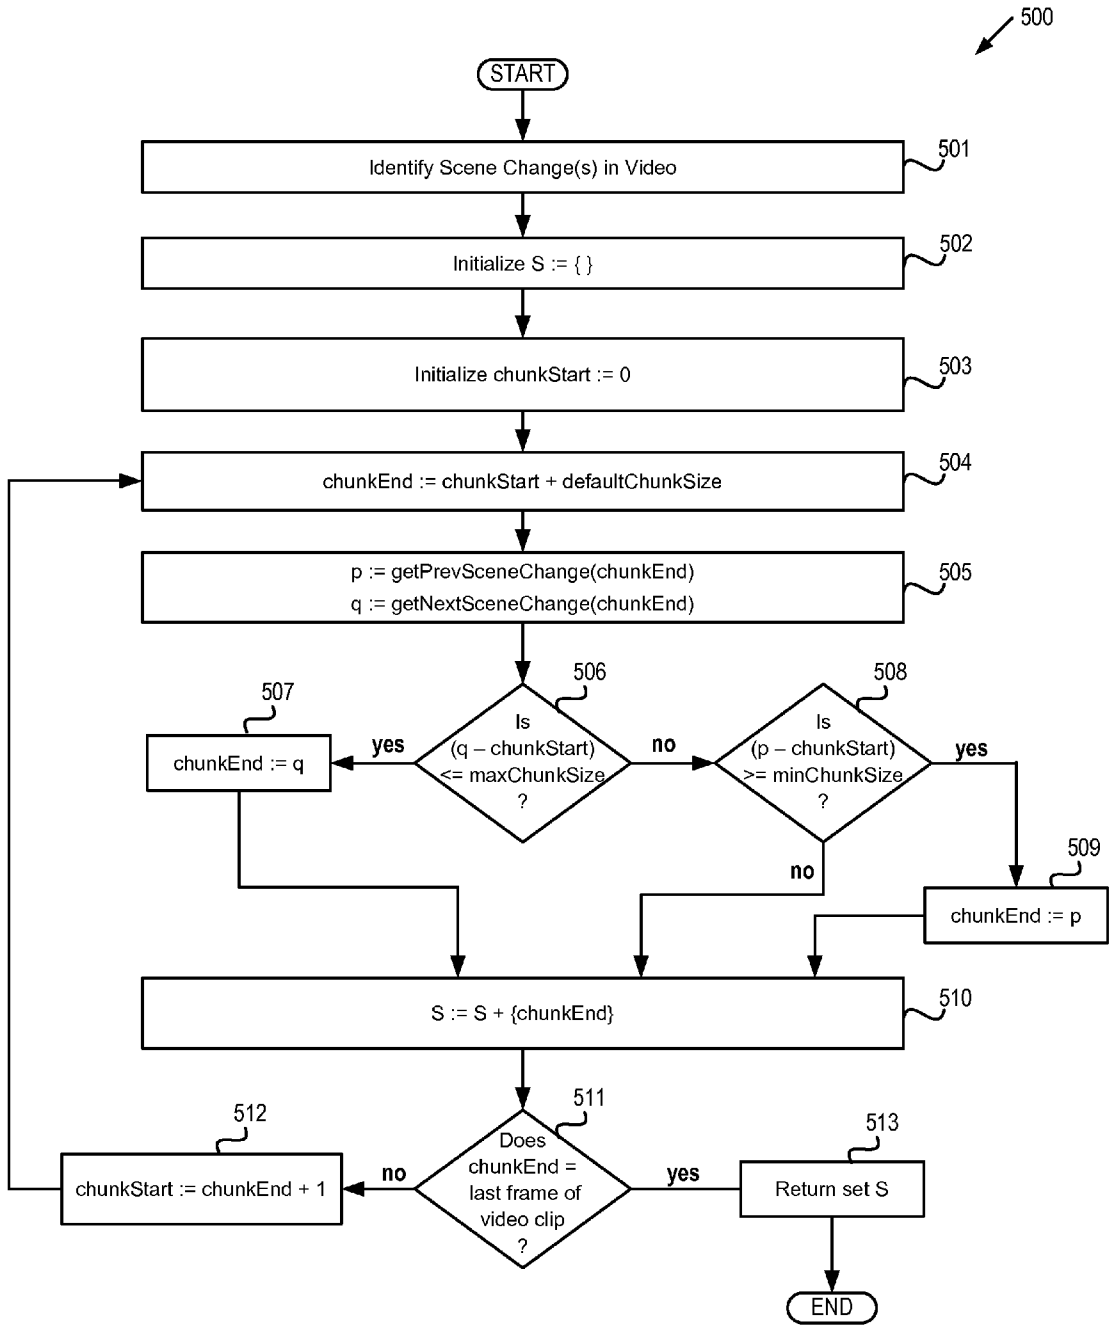 500
START
Identify Scene Change(s) in Video
501
Initialize S := { }
502
Initialize chunkStart := 0
503
chunkEnd := chunkStart + defaultChunkSize
504
p := getPrevSceneChange(chunkEnd)
q := getNextSceneChange(chunkEnd)
505
507
chunkEnd := q
yes
506
Is
(q – chunkStart)
<= maxChunkSize
?
no
508
Is
(p – chunkStart)
>= minChunkSize
?
yes
no
509
chunkEnd := p
S := S + {chunkEnd}
510
512
chunkStart := chunkEnd + 1
no
511
Does
chunkEnd =
last frame of
video clip
?
yes
513
Return set S
END